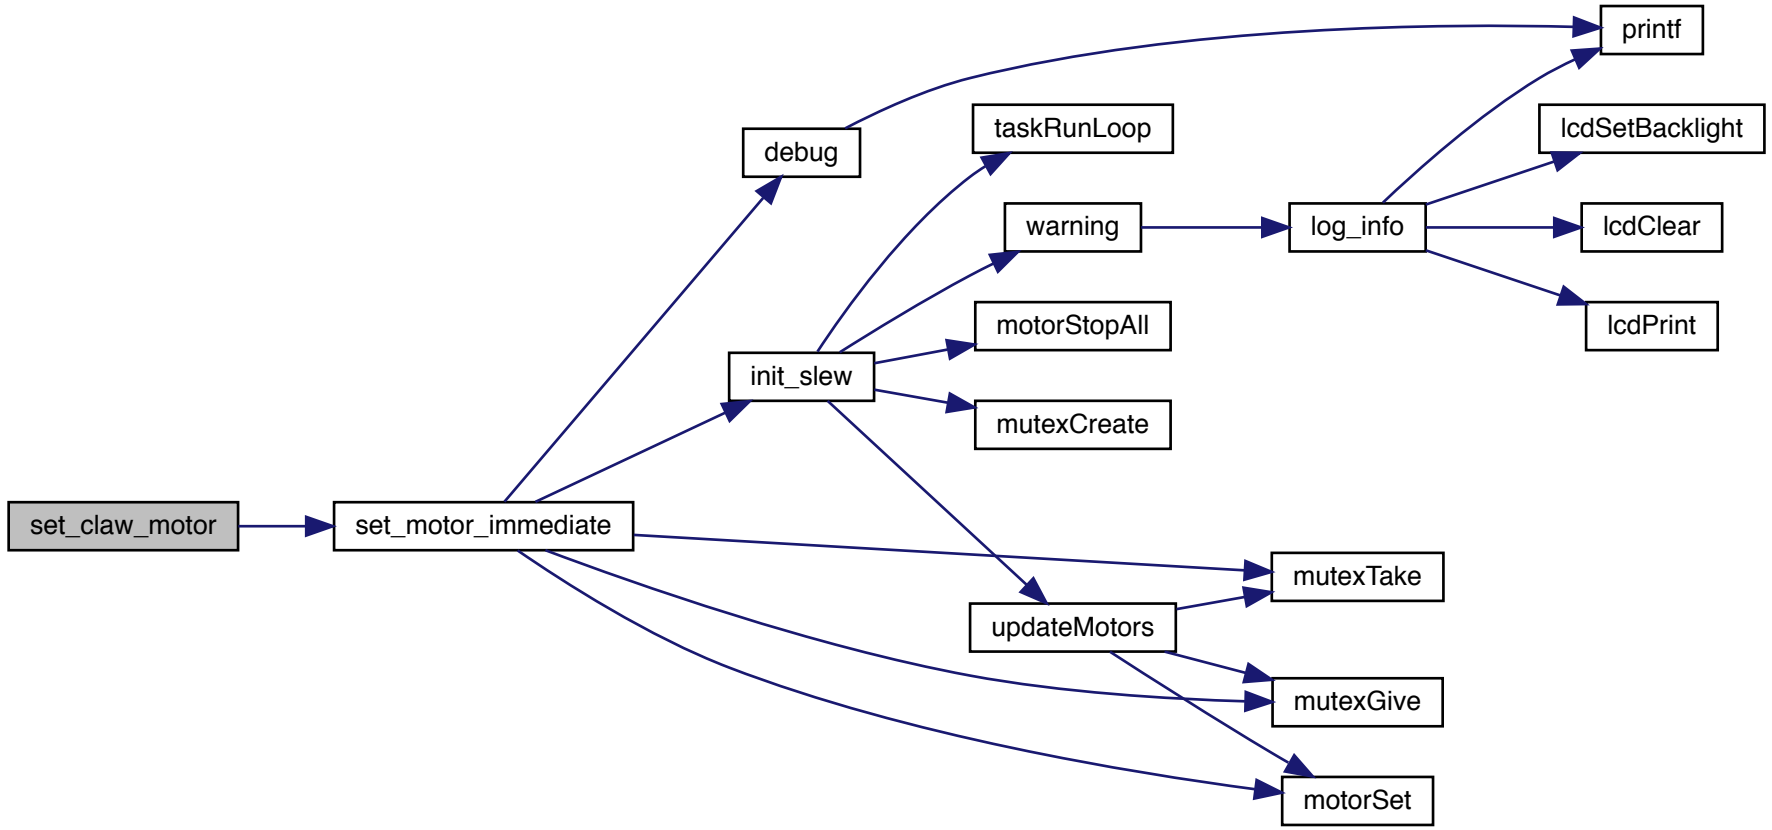 printf
taskRunLoop
lcdSetBacklight
debug
warning
log_info
lcdClear
motorStopAll
lcdPrint
init_slew
mutexCreate
set_claw_motor
set_motor_immediate
mutexTake
updateMotors
mutexGive
motorSet